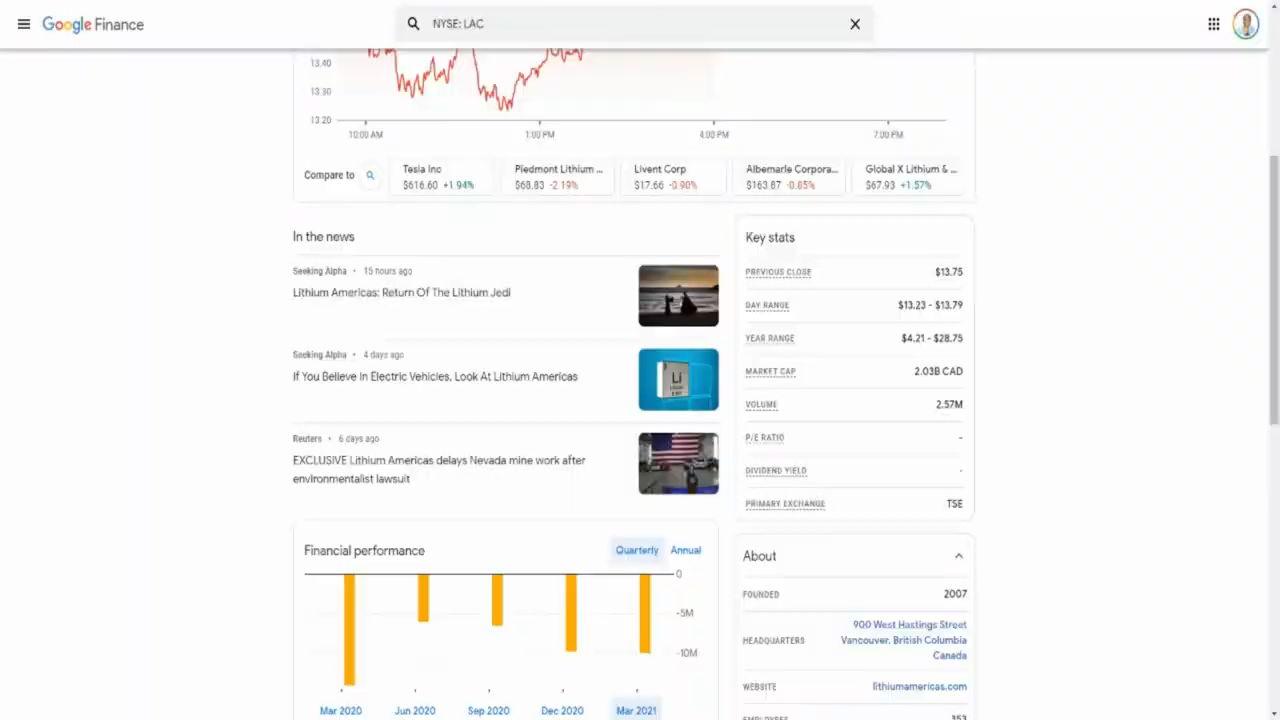 Google Finance
NYSE: LAC
13.40
13.30
13.20
10:00 AM
1:00 PM
4:00 PM
7:00 PM
Compare to
Tesla Inc
$616.60 +1.94%
Piedmont Lithium ...
$68.83 -2.19%
Livent Corp
$17.66 -0.90%
Albemarle Corpora...
$163.87 -0.85%
Global X Lithium & ...
$67.93 +1.57%
In the news
Seeking Alpha • 15 hours ago
Lithium Americas: Return Of The Lithium Jedi
Seeking Alpha • 4 days ago
If You Believe In Electric Vehicles, Look At Lithium Americas
Li
Reuters • 6 days ago
EXCLUSIVE Lithium Americas delays Nevada mine work after
environmentalist lawsuit
Key stats
PREVIOUS CLOSE $13.75
DAY RANGE $13.23 - $13.79
YEAR RANGE $4.21 - $28.75
MARKET CAP 2.03B CAD
VOLUME 2.57M
P/E RATIO -
DIVIDEND YIELD -
PRIMARY EXCHANGE TSE
Financial performance
Quarterly Annual
0
-5M
-10M
Mar 2020
Jun 2020
Sep 2020
Dec 2020
Mar 2021
About
FOUNDED 2007
HEADQUARTERS
900 West Hastings Street
Vancouver, British Columbia
Canada
WEBSITE lithiumamericas.com
EMPLOYEES 353